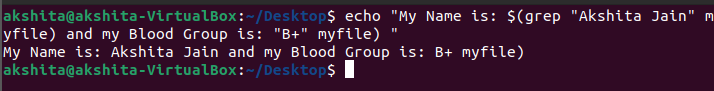 akshita@akshita-VirtualBox:~/Desktop$ echo "My Name is: $(grep "Akshita Jain" m
yfile) and my Blood Group is: "B+" myfile) "
My Name is: Akshita Jain and my Blood Group is: B+ myfile)
akshita@akshita-VirtualBox:~/Desktop$